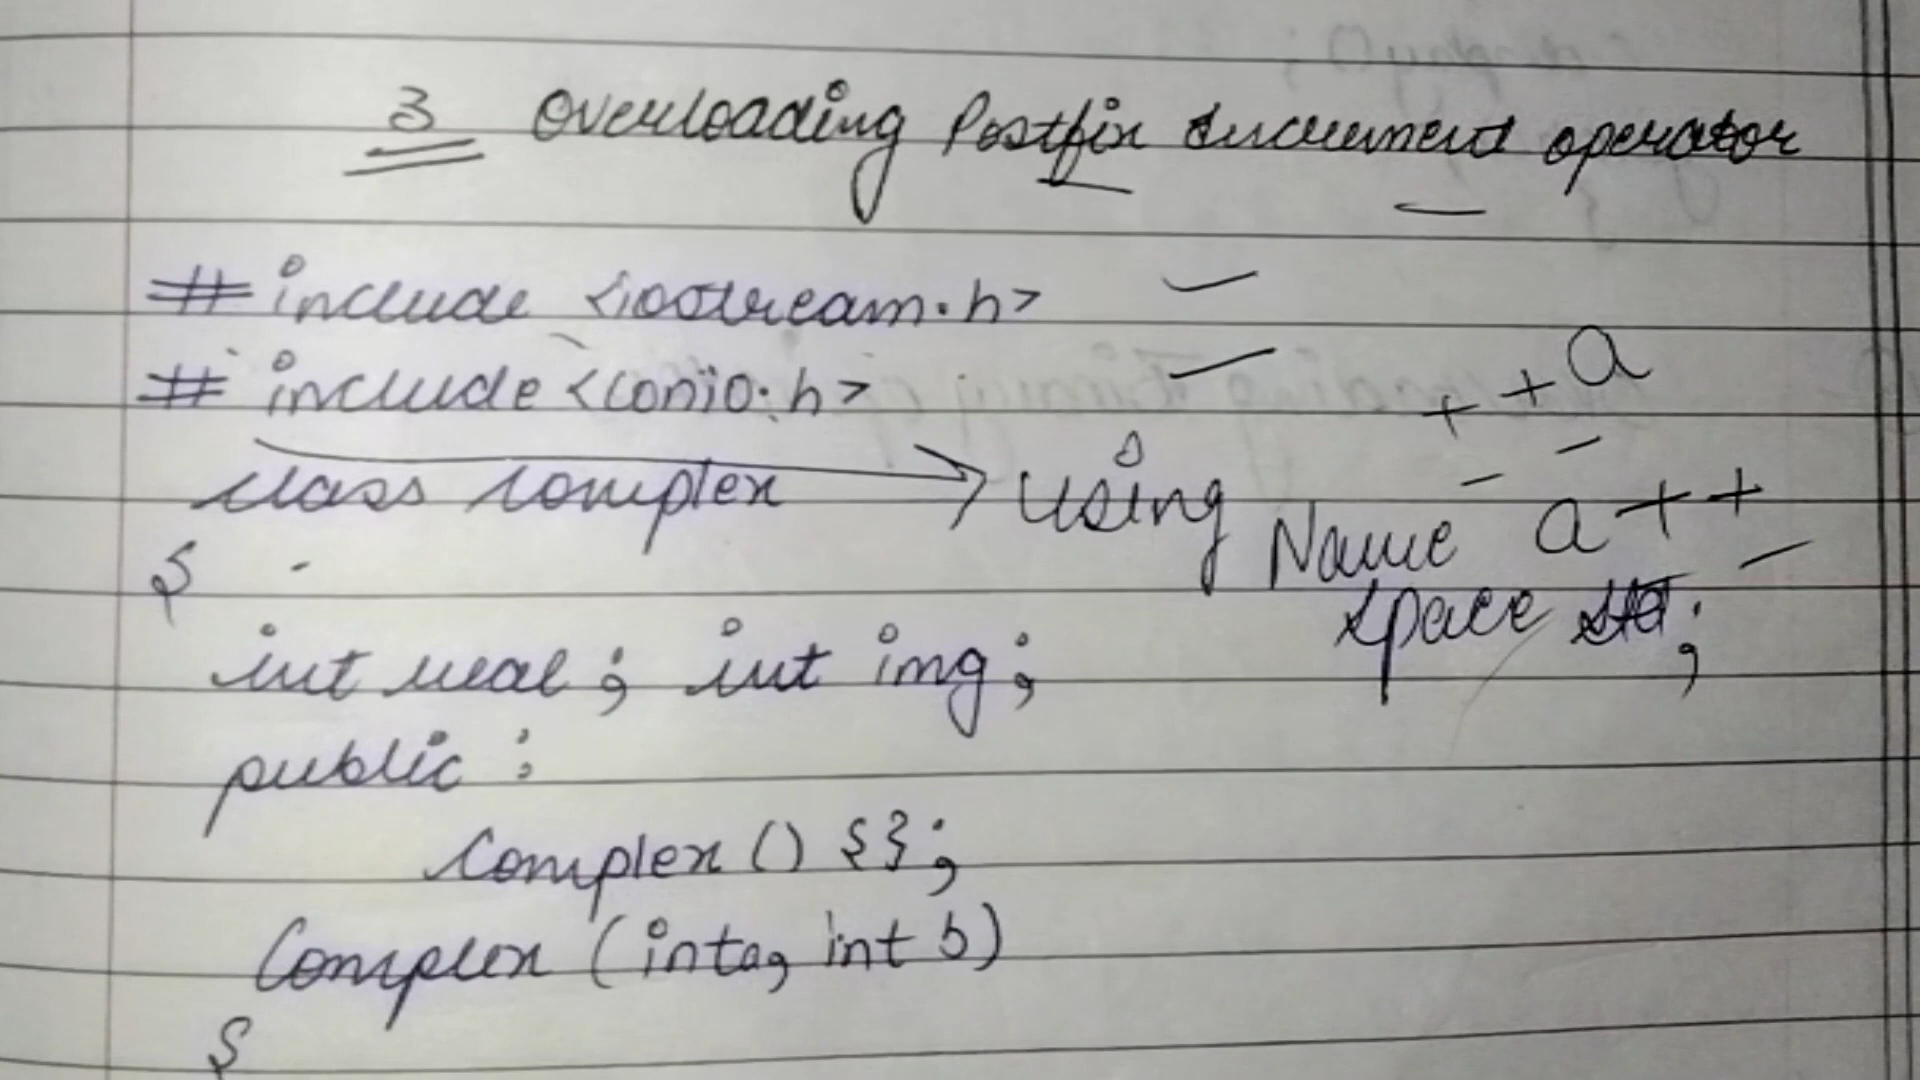 3 Overloading Postfix increment operator
#include <iostream.h>
#include <conio.h>
++a
class complex
using Name space std;
a++
{
int real; int img;
public:
Complex () {};
Complex (int a, int b)
{